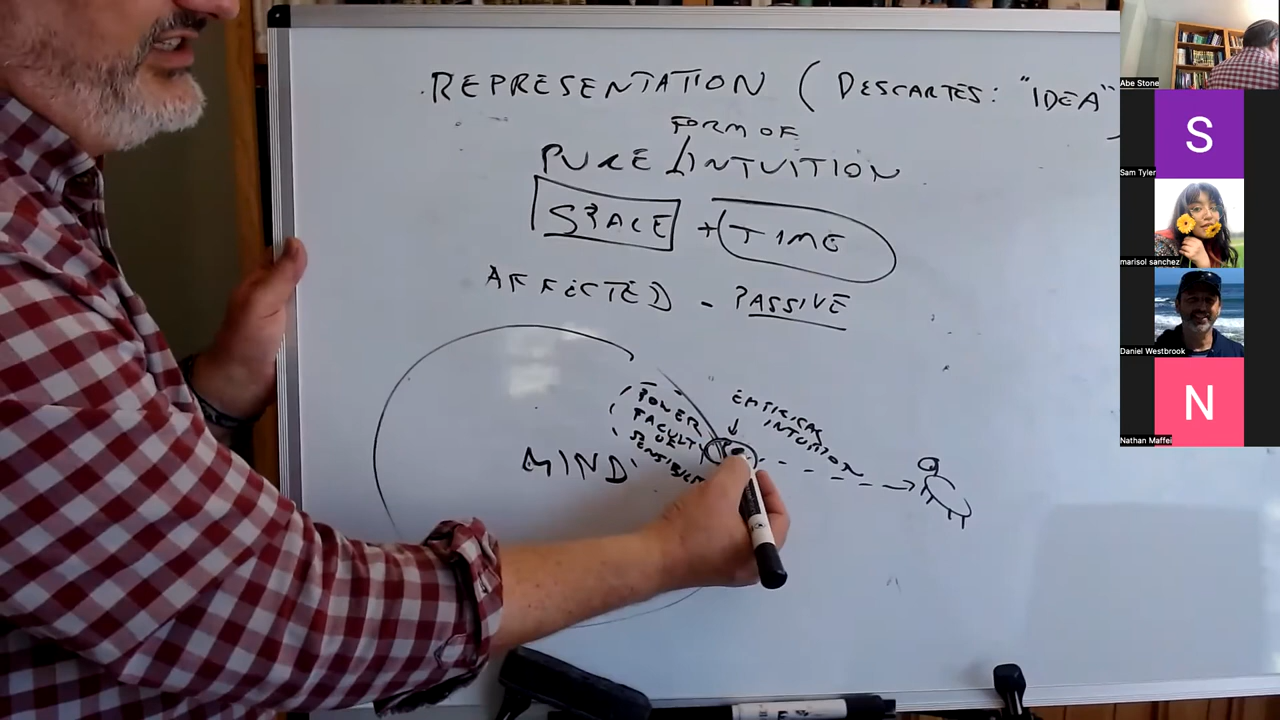 REPRESENTATION (DESCARTES: "IDEA")
FORM OF
PURE INTUITION
SPACE + TIME
AFFECTED - PASSIVE
MIND
POWER
FACULTY
OF
EMPIRICAL
INTUITION
Abe Stone
S
Sam Tyler
marisol sanchez
Daniel Westbrook
N
Nathan Maffei